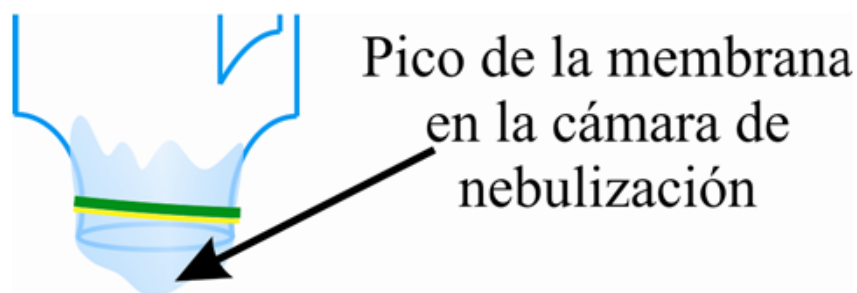 Pico de la membrana
en la cámara de
nebulización